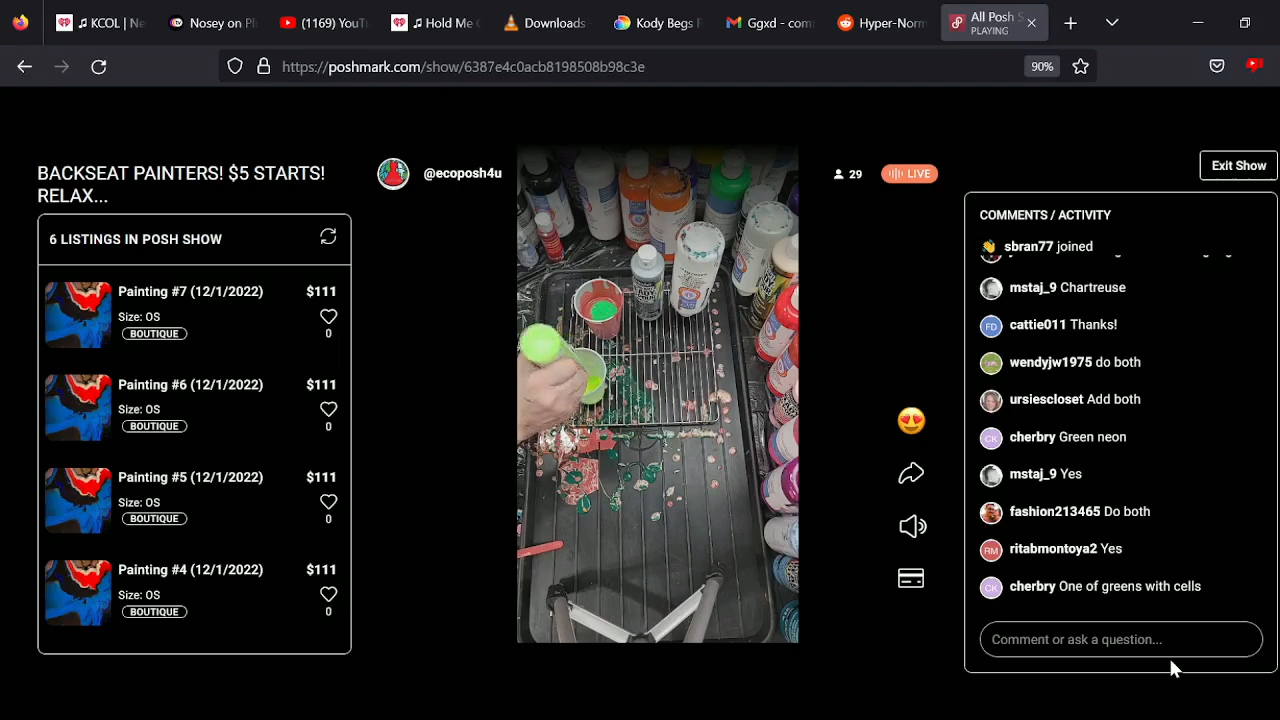 ♫ KCOL | Ne
Nosey on Pl
(1169) YouTu
♫ Hold Me C
Downloads
Kody Begs F
Ggxd - com
Hyper-Norm
All Posh S
PLAYING
https://poshmark.com/show/6387e4c0acb8198508b98c3e
90%
BACKSEAT PAINTERS! $5 STARTS!
RELAX...
6 LISTINGS IN POSH SHOW
Painting #7 (12/1/2022) $111
Size: OS
BOUTIQUE 0
Painting #6 (12/1/2022) $111
Size: OS
BOUTIQUE 0
Painting #5 (12/1/2022) $111
Size: OS
BOUTIQUE 0
Painting #4 (12/1/2022) $111
Size: OS
BOUTIQUE 0
@ecoposh4u
29
LIVE
Exit Show
COMMENTS / ACTIVITY
sbran77 joined
mstaj_9 Chartreuse
FD cattie011 Thanks!
wendyjw1975 do both
ursiescloset Add both
CK cherbry Green neon
mstaj_9 Yes
fashion213465 Do both
RM ritabmontoya2 Yes
CK cherbry One of greens with cells
Comment or ask a question...